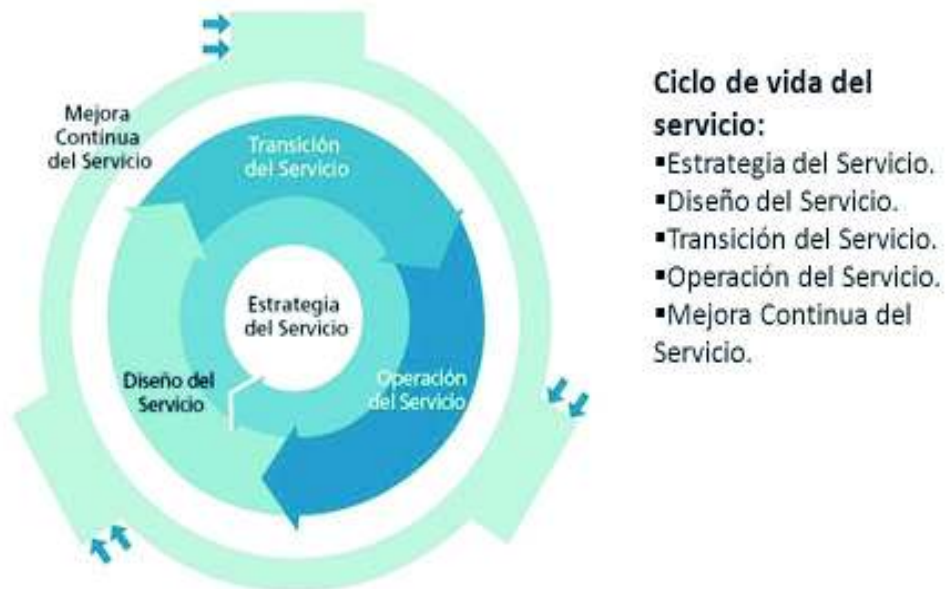 Mejora
Continua
del Servicio
Transición
del Servicio
Estrategia
del Servicio
Diseño del
Servicio
Operación
del Servicio
Ciclo de vida del
servicio:
▪Estrategia del Servicio.
▪Diseño del Servicio.
▪Transición del Servicio.
▪Operación del Servicio.
▪Mejora Continua del
Servicio.